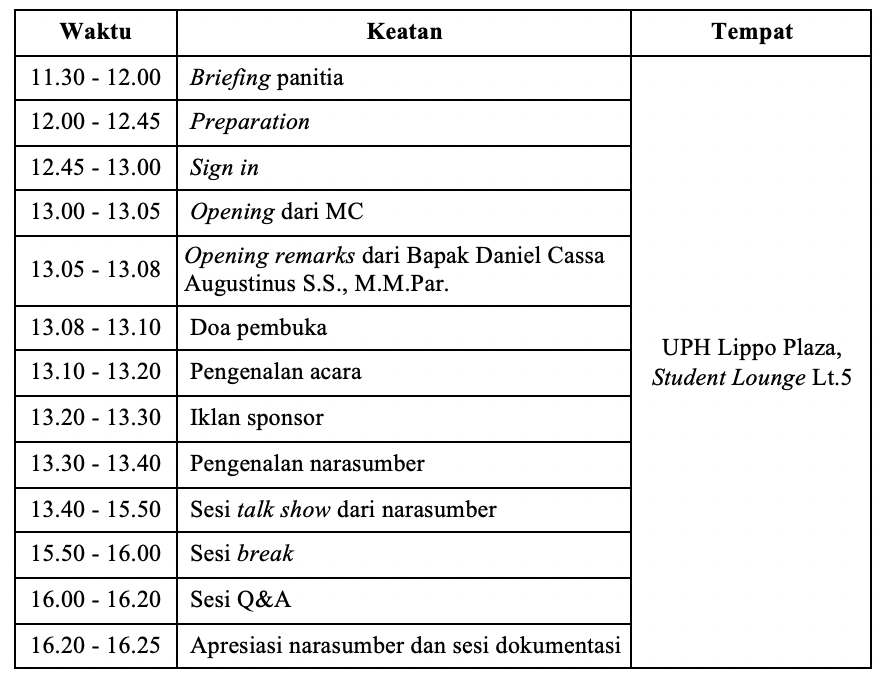 Waktu Keatan Tempat
11.30 - 12.00 Briefing panitia
12.00 - 12.45 Preparation
12.45 - 13.00 Sign in
13.00 - 13.05 Opening dari MC
13.05 - 13.08 Opening remarks dari Bapak Daniel Cassa
Augustinus S.S., M.M.Par.
13.08 - 13.10 Doa pembuka
13.10 - 13.20 Pengenalan acara
13.20 - 13.30 Iklan sponsor
13.30 - 13.40 Pengenalan narasumber
13.40 - 15.50 Sesi talk show dari narasumber
15.50 - 16.00 Sesi break
16.00 - 16.20 Sesi Q&A
16.20 - 16.25 Apresiasi narasumber dan sesi dokumentasi
UPH Lippo Plaza,
Student Lounge Lt.5